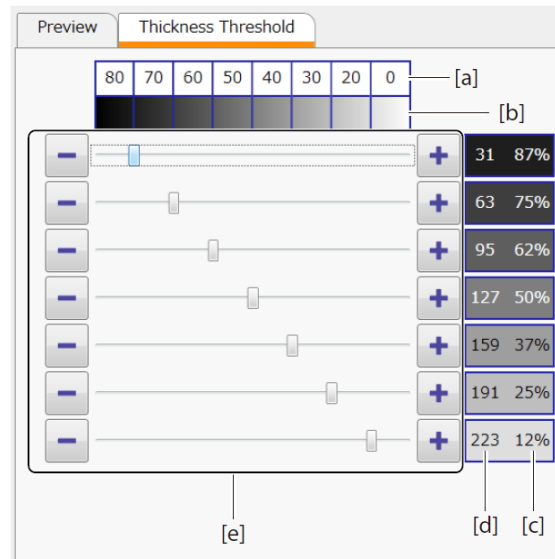 Preview Thickness Threshold
80 70 60 50 40 30 20 0 [a]
[b]
31 87%
63 75%
95 62%
127 50%
159 37%
191 25%
223 12%
[e] [d] [c]